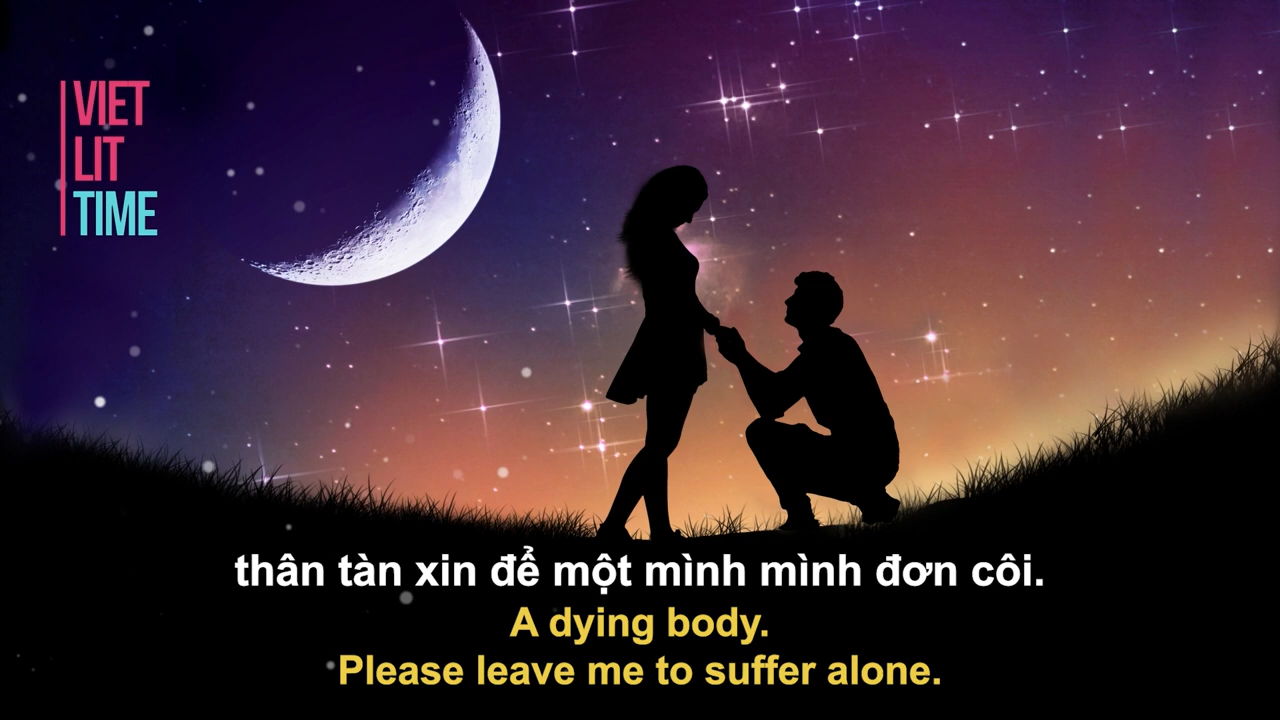 VIET
LIT
TIME
thân tàn xin để một mình mình đơn côi.
A dying body.
Please leave me to suffer alone.